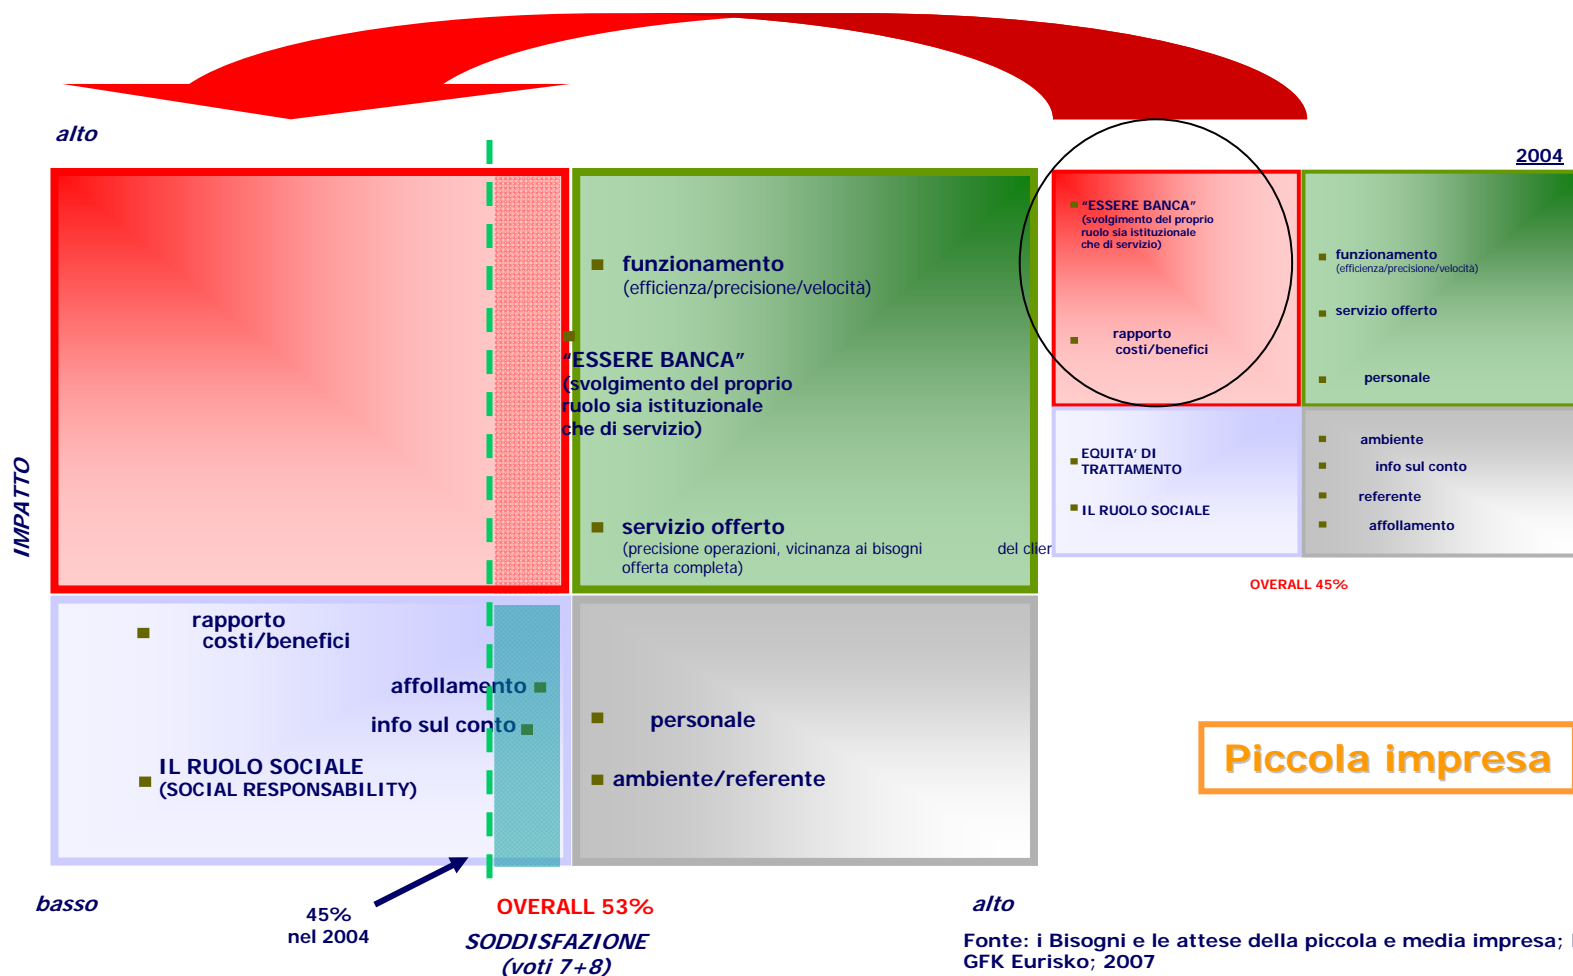 alto
2004
"ESSERE BANCA"
(svolgimento del proprio
ruolo sia istituzionale
che di servizio)
rapporto
costi/benefici
funzionamento
(efficienza/precisione/velocità)
servizio offerto
personale
EQUITA' DI
TRATTAMENTO
IL RUOLO SOCIALE
ambiente
info sul conto
referente
affollamento
OVERALL 45%
IMPATTO
funzionamento
(efficienza/precisione/velocità)
"ESSERE BANCA"
(svolgimento del proprio
ruolo sia istituzionale
che di servizio)
servizio offerto
(precisione operazioni, vicinanza ai bisogni del
offerta completa)
rapporto
costi/benefici
affollamento
info sul conto
IL RUOLO SOCIALE
(SOCIAL RESPONSABILITY)
personale
ambiente/referente
Piccola impresa
basso
45%
nel 2004
OVERALL 53%
SODDISFAZIONE
(voti 7+8)
alto
Fonte: i Bisogni e le attese della piccola e media impresa;
GFK Eurisko; 2007